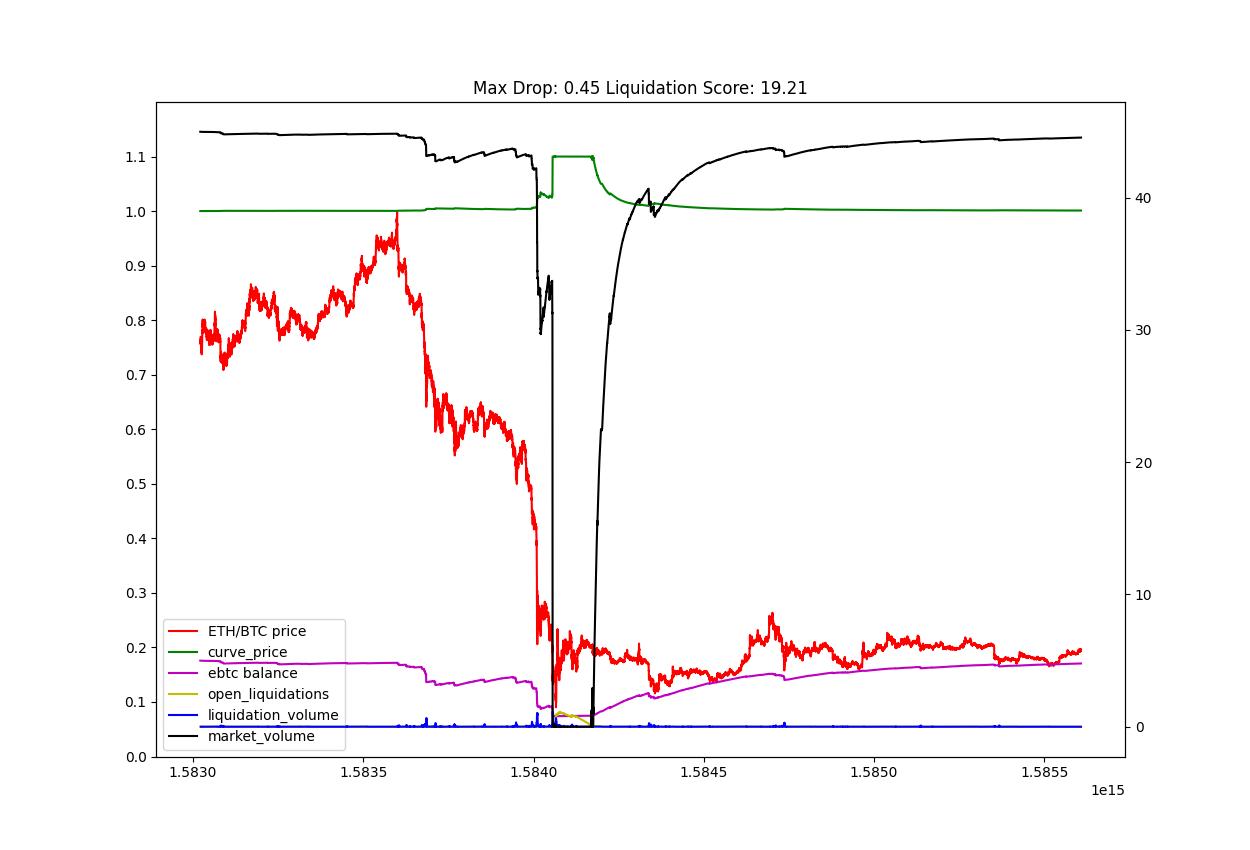 Max Drop: 0.45 Liquidation Score: 19.21
1.1
1.0
0.9
0.8
0.7
0.6
0.5
0.4
0.3
0.2
0.1
0.0
40
30
20
10
0
ETH/BTC price
curve_price
ebtc balance
open_liquidations
liquidation_volume
market_volume
1.5830 1.5835 1.5840 1.5845 1.5850 1.5855
1e15